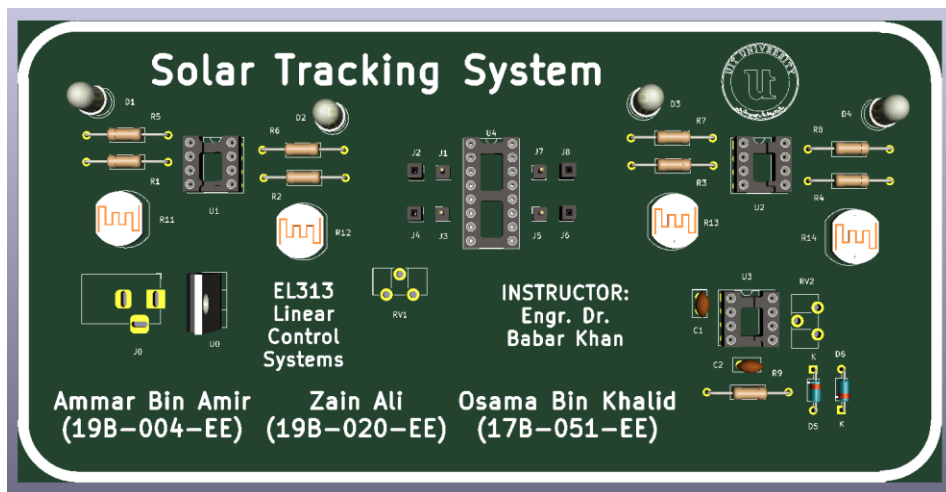 Solar Tracking System
UIT UNIVERSITY
D1
D2
D3
D4
R5
R6
R7
R8
R1
R2
R3
R4
U1
U4
U2
J2
J1
J7
J8
J4
J3
J5
J6
R11
R12
R13
R14
J0
U0
RV1
EL313
Linear
Control
Systems
INSTRUCTOR:
Engr. Dr.
Babar Khan
U3
RV2
C1
C2
R9
K
D6
D5
K
Ammar Bin Amir
(19B-004-EE)
Zain Ali
(19B-020-EE)
Osama Bin Khalid
(17B-051-EE)